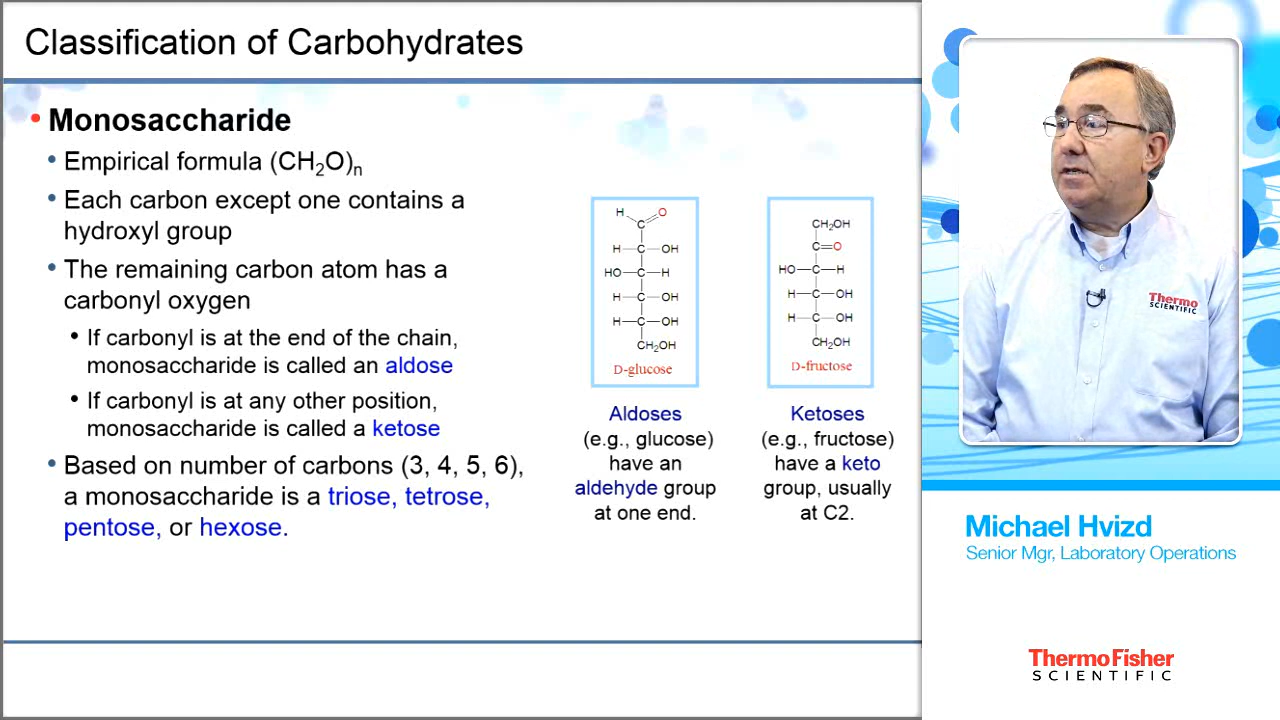 Classification of Carbohydrates
• Monosaccharide
• Empirical formula (CH₂O)ₙ
• Each carbon except one contains a
hydroxyl group
• The remaining carbon atom has a
carbonyl oxygen
• If carbonyl is at the end of the chain,
monosaccharide is called an aldose
• If carbonyl is at any other position,
monosaccharide is called a ketose
• Based on number of carbons (3, 4, 5, 6),
a monosaccharide is a triose, tetrose,
pentose, or hexose.
H O
C
H—C—OH
HO—C—H
H—C—OH
H—C—OH
CH₂OH
D-glucose
Aldoses
(e.g., glucose)
have an
aldehyde group
at one end.
CH₂OH
C=O
HO—C—H
H—C—OH
H—C—OH
CH₂OH
D-fructose
Ketoses
(e.g., fructose)
have a keto
group, usually
at C2.
Thermo
SCIENTIFIC
Michael Hvizd
Senior Mgr, Laboratory Operations
ThermoFisher
SCIENTIFIC